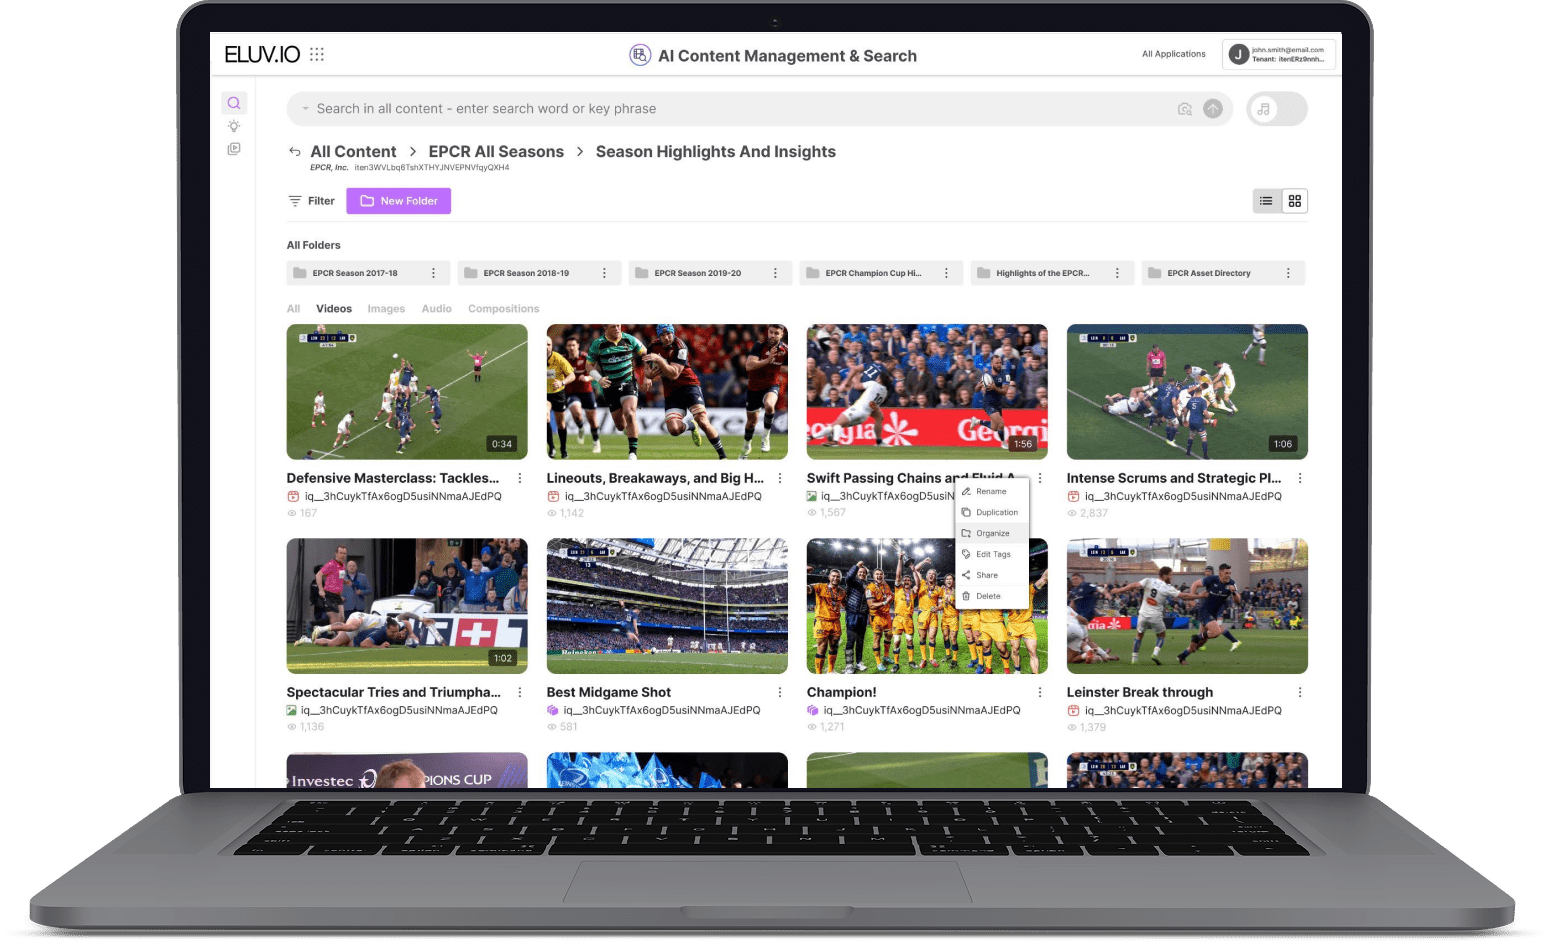 ELUV.IO
AI Content Management & Search
All Applications
J
john.smith@email.com
Tenant: itenERz9nnh...
Search in all content - enter search word or key phrase
All Content > EPCR All Seasons > Season Highlights And Insights
EPCR, Inc. iten3WVLbq6TshXTHYJNVEPNVfqyQXH4
Filter
New Folder
All Folders
EPCR Season 2017-18
EPCR Season 2018-19
EPCR Season 2019-20
EPCR Champion Cup Hi...
Highlights of the EPCR...
EPCR Asset Directory
All Videos Images Audio Compositions
0:34
Georgia
1:56
1:06
Defensive Masterclass: Tackles...
iq__3hCuykTfAx6ogD5usiNNmaAJEdPQ
167
Lineouts, Breakaways, and Big H...
iq__3hCuykTfAx6ogD5usiNNmaAJEdPQ
1,142
Swift Passing Chains and Fluid A
iq__3hCuykTfAx6ogD5usiN
1,567
Intense Scrums and Strategic Pl...
iq__3hCuykTfAx6ogD5usiNNmaAJEdPQ
2,837
Rename
Duplication
Organize
Edit Tags
Share
Delete
1:02
Spectacular Tries and Triumpha...
iq__3hCuykTfAx6ogD5usiNNmaAJEdPQ
1,136
Best Midgame Shot
iq__3hCuykTfAx6ogD5usiNNmaAJEdPQ
581
Champion!
iq__3hCuykTfAx6ogD5usiNNmaAJEdPQ
1,271
Leinster Break through
iq__3hCuykTfAx6ogD5usiNNmaAJEdPQ
1,379
Investec
PIONS CUP